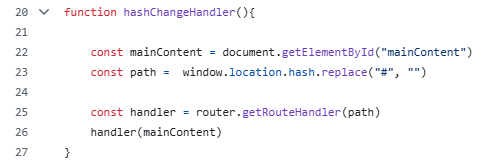 20 function hashChangeHandler(){
21
22     const mainContent = document.getElementById("mainContent")
23     const path =  window.location.hash.replace("#", "")
24
25     const handler = router.getRouteHandler(path)
26     handler(mainContent)
27 }